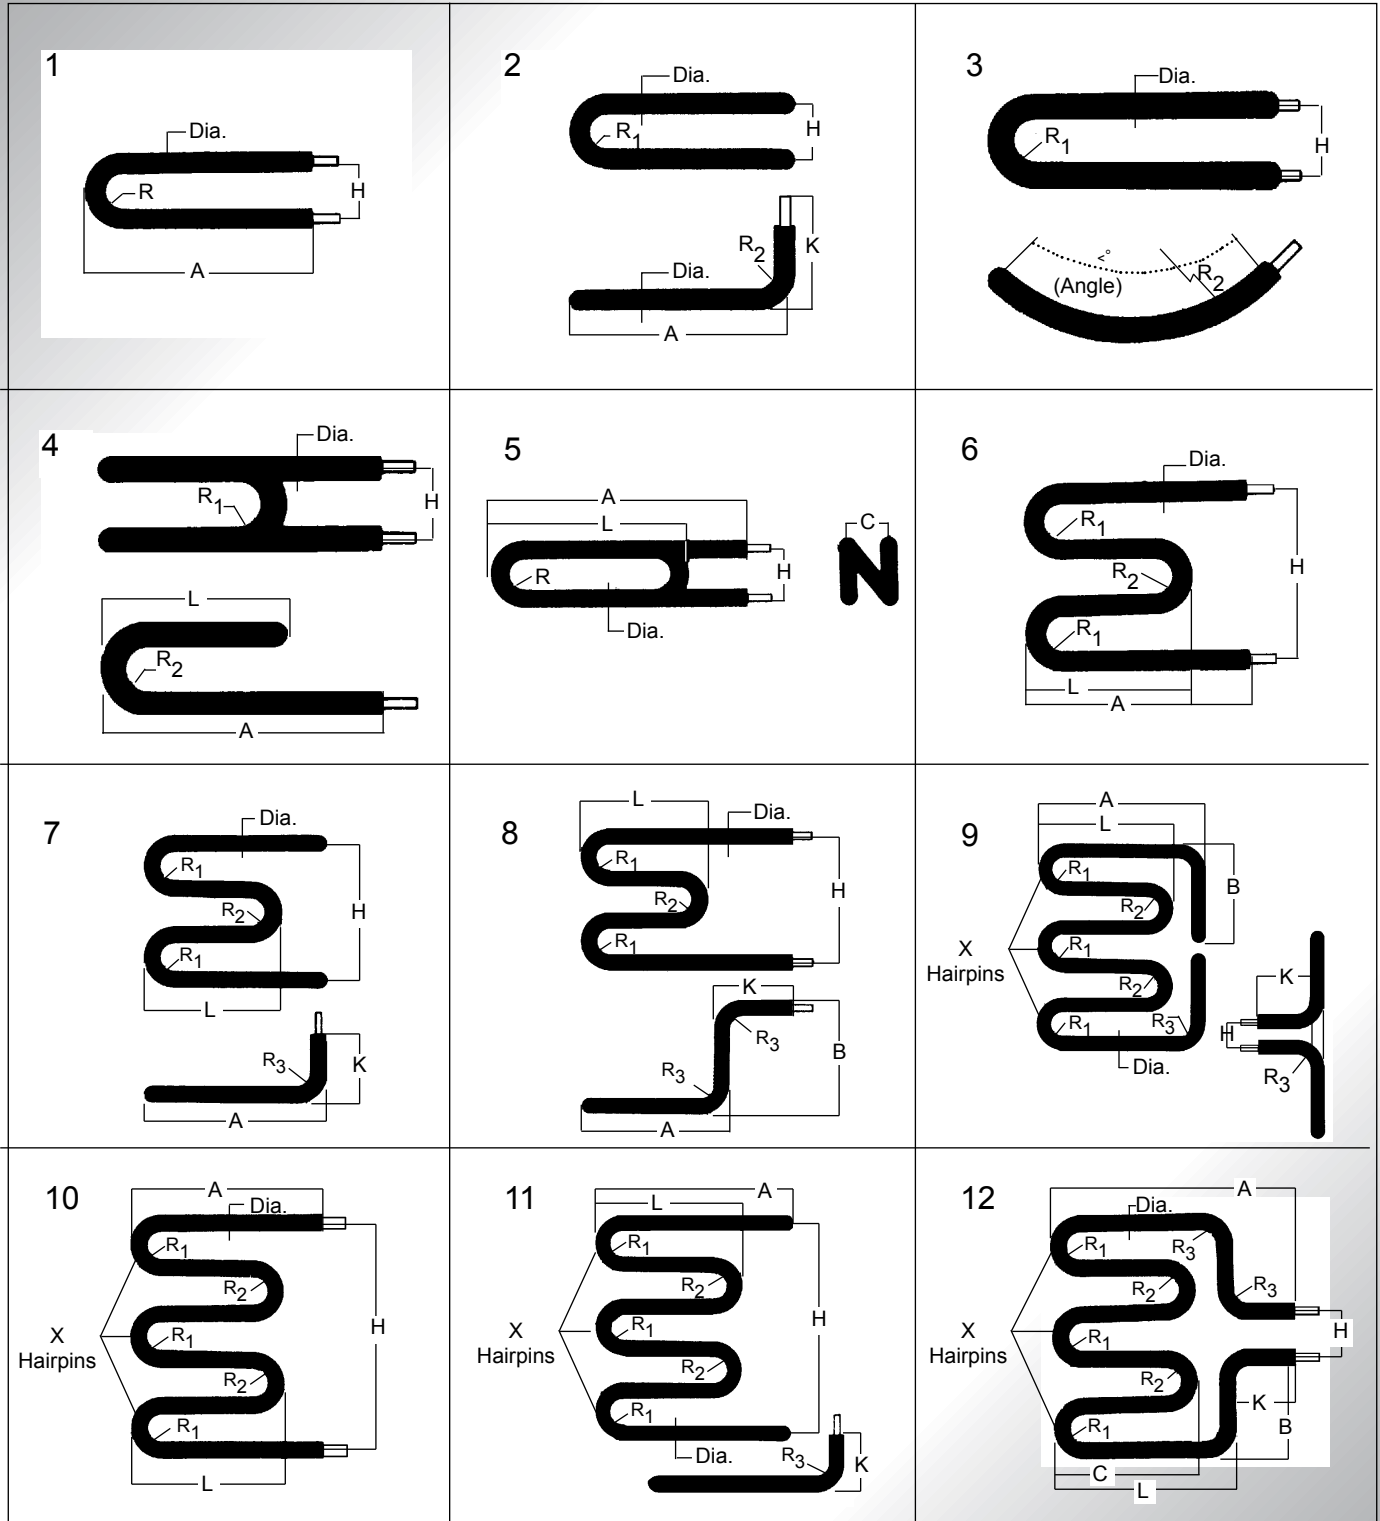 1
Dia.
R
H
A
2
Dia.
R1
H
R2
K
Dia.
A
3
Dia.
R1
H
<°
(Angle)
R2
4
Dia.
R1
H
L
R2
A
5
A
L
C
R
H
Dia.
6
Dia.
R1
R2
H
R1
L
A
7
Dia.
R1
R2
H
R1
L
R3
K
A
8
L
Dia.
R1
R2
H
R1
K
R3
B
R3
A
9
A
L
R1
B
R2
X
Hairpins
R1
R2
K
R1
R3
H
Dia.
R3
10
A
Dia.
R1
R2
X
Hairpins
R1
H
R2
R1
L
11
A
L
R1
R2
X
Hairpins
R1
H
R2
R1
Dia.
R3
K
12
A
Dia.
R1
R3
R2
R3
X
Hairpins
R1
H
R2
K
R1
B
C
L